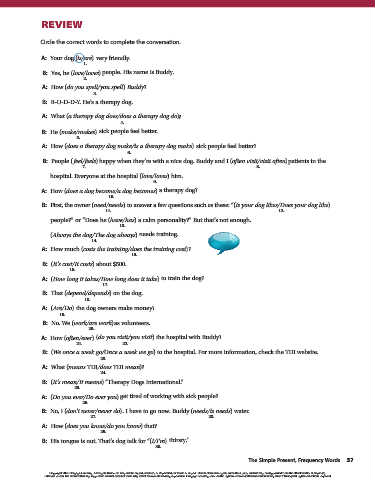 REVIEW
Circle the correct words to complete the conversation.
A: Your dog (is/are) very friendly.
1.
B: Yes, he (love/loves) people. His name is Buddy.
2.
A: How (do you spell/you spell) Buddy?
3.
B: B-U-D-D-Y. He's a therapy dog.
A: What (a therapy dog does/does a therapy dog do)?
5.
B: He (make/makes) sick people feel better.
A: How (does a therapy dog make/is a therapy dog make) sick people feel better?
6.
B: People (feel/feels) happy when they're with a nice dog. Buddy and I (often visit/visit often) patients in the
7. 8.
hospital. Everyone at the hospital (love/loves) him.
9.
A: How (does a dog become/a dog becomes) a therapy dog?
10.
B: First, the owner (need/needs) to answer a few questions such as these: "(Is your dog likes/Does your dog like)
11. 12.
people?" or "Does he (have/has) a calm personality?" But that's not enough.
13.
(Always the dog/The dog always) needs training.
14.
A: How much (costs the training/does the training cost)?
15.
B: (It's cost/It costs) about $500.
16.
A: (How long it takes/How long does it take) to train the dog?
17.
B: That (depend/depends) on the dog.
18.
A: (Are/Do) the dog owners make money?
19.
B: No. We (work/are work) as volunteers.
20.
A: How (often/ever) (do you visit/you visit) the hospital with Buddy?
21. 22.
B: (We once a week go/Once a week we go) to the hospital. For more information, check the TDI website.
23.
A: What (means TDI/does TDI mean)?
24.
B: (It's mean/It means) "Therapy Dogs International."
25.
A: (Do you ever/Do ever you) get tired of working with sick people?
26.
B: No, I (don't never/never do). I have to go now. Buddy (needs/is needs) water.
27. 28.
A: How (does you know/do you know) that?
29.
B: His tongue is out. That's dog talk for "(I/I'm) thirsty."
30.
The Simple Present, Frequency Words 57